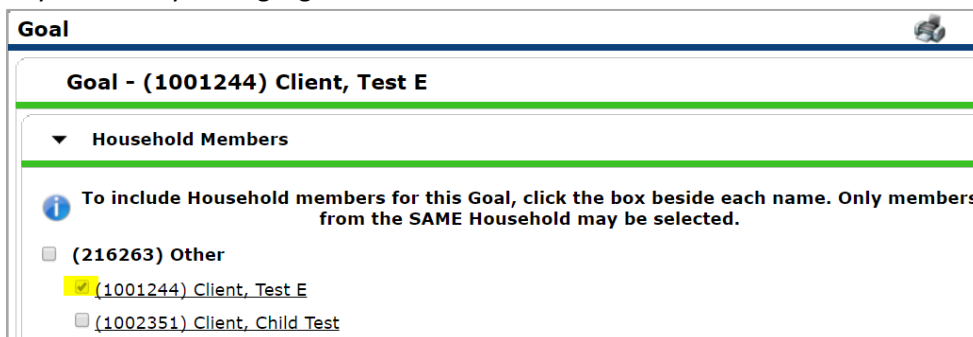 Goal
Goal - (1001244) Client, Test E
Household Members
To include Household members for this Goal, click the box beside each name. Only members
from the SAME Household may be selected.
(216263) Other
(1001244) Client, Test E
(1002351) Client, Child Test